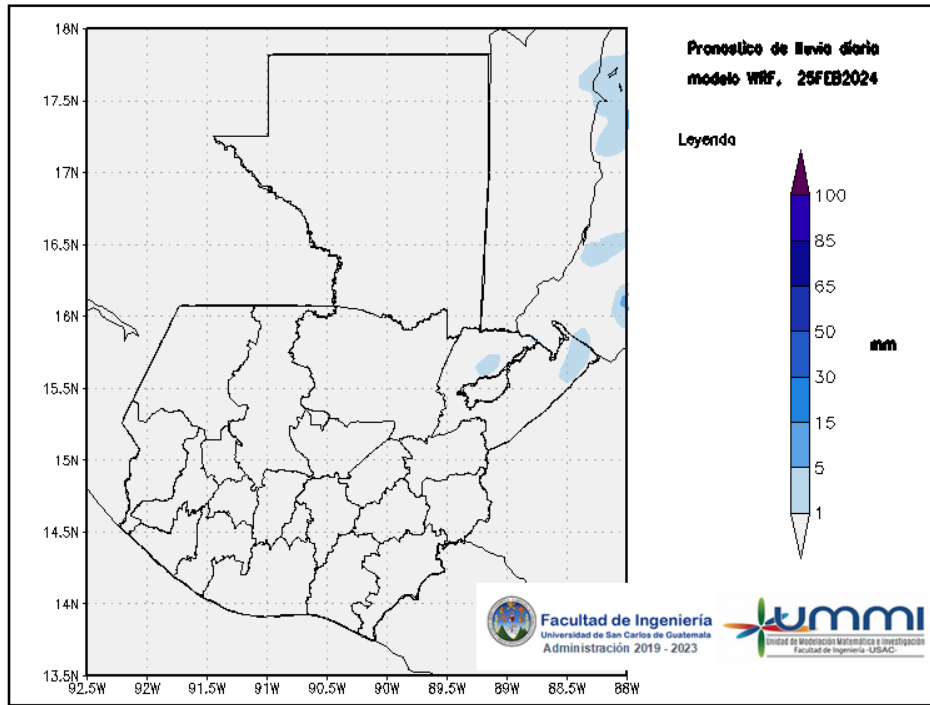 Pronostico de lluvia diaria
modelo WRF, 25FEB2024
Leyenda
100
85
65
50
30
15
5
1
mm
18N
17.5N
17N
16.5N
16N
15.5N
15N
14.5N
14N
13.5N
92.5W
92W
91.5W
91W
90.5W
90W
89.5W
89W
88.5W
88W
Facultad de Ingeniería
Universidad de San Carlos de Guatemala
Administración 2019 - 2023
ummi
Unidad de Modelación Matemática e Investigación
Facultad de Ingeniería -USAC-